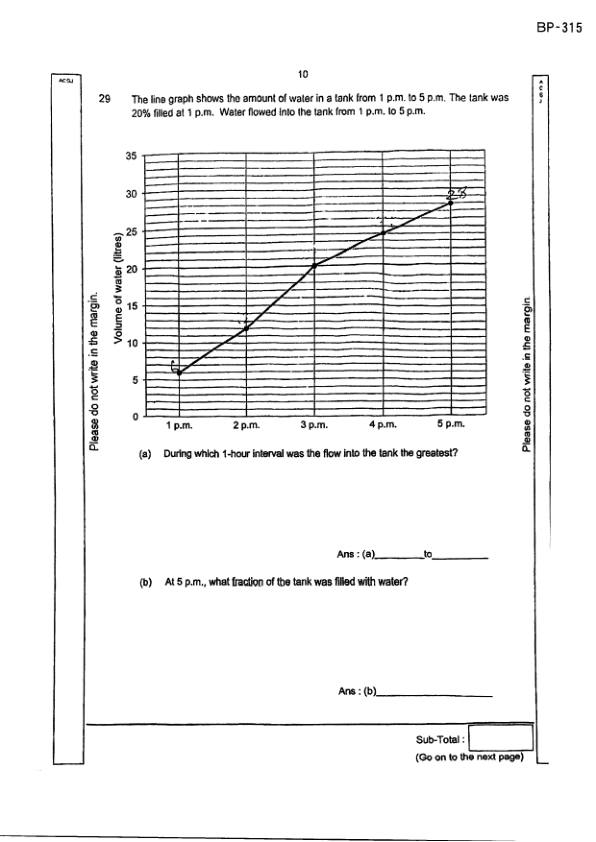 BP-315
10
ACSJ
A
C
S
J
29 The line graph shows the amount of water in a tank from 1 p.m. to 5 p.m. The tank was
20% filled at 1 p.m. Water flowed into the tank from 1 p.m. to 5 p.m.
Volume of water (litres)
35
30
25
20
15
10
5
0
28
6
1 p.m. 2 p.m. 3 p.m. 4 p.m. 5 p.m.
Please do not write in the margin.
Please do not write in the margin.
(a) During which 1-hour interval was the flow into the tank the greatest?
Ans : (a)________to_________
(b) At 5 p.m., what fraction of the tank was filled with water?
Ans : (b)__________________
Sub-Total :
(Go on to the next page)